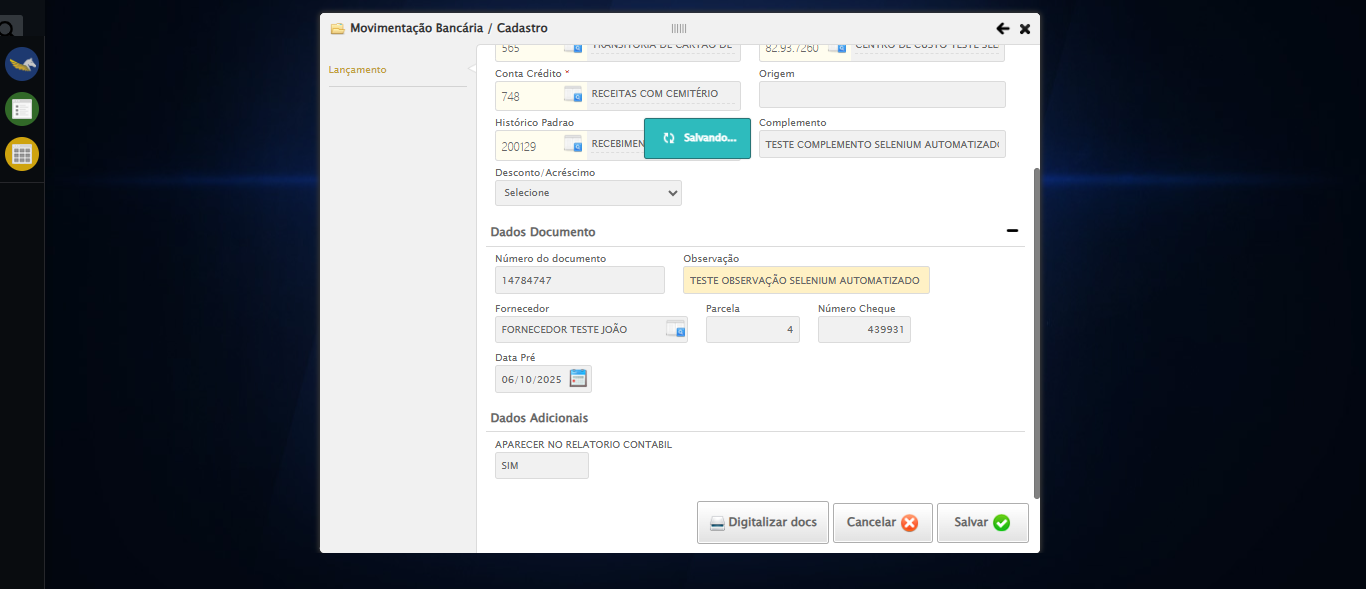 Movimentação Bancária / Cadastro
Lançamento
565 TRANSITÓRIA DE CARTÃO DE
82.93.7260 CENTRO DE CUSTO TESTE SEL
Conta Crédito * Origem
748 RECEITAS COM CEMITÉRIO
Histórico Padrao Complemento
200129 RECEBIMEN
Salvando...
TESTE COMPLEMENTO SELENIUM AUTOMATIZADO
Desconto/Acréscimo
Selecione
Dados Documento
Número do documento Observação
14784747 TESTE OBSERVAÇÃO SELENIUM AUTOMATIZADO
Fornecedor Parcela Número Cheque
FORNECEDOR TESTE JOÃO 4 439931
Data Pré
06/10/2025
Dados Adicionais
APARECER NO RELATORIO CONTABIL
SIM
Digitalizar docs Cancelar Salvar